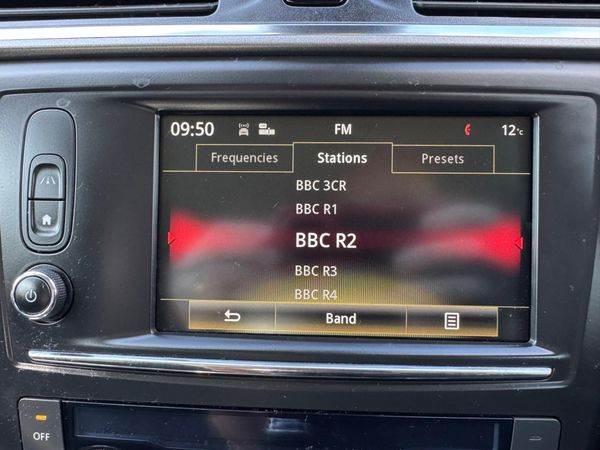 09:50 FM 12°C
Frequencies Stations Presets
BBC 3CR
BBC R1
BBC R2
BBC R3
BBC R4
Band
OFF